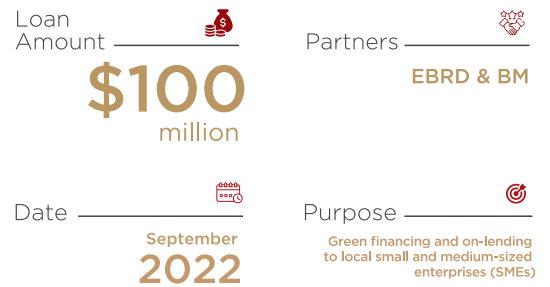 Loan
Amount
$100
million
Partners
EBRD & BM
Date
September
2022
Purpose
Green financing and on-lending
to local small and medium-sized
enterprises (SMEs)